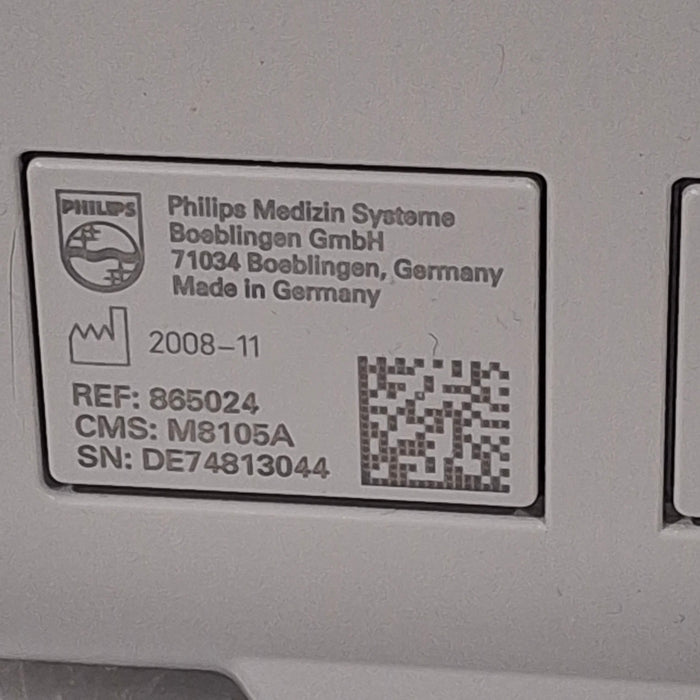 PHILIPS
Philips Medizin Systeme
Boeblingen GmbH
71034 Boeblingen, Germany
Made in Germany
2008-11
REF: 865024
CMS: M8105A
SN: DE74813044